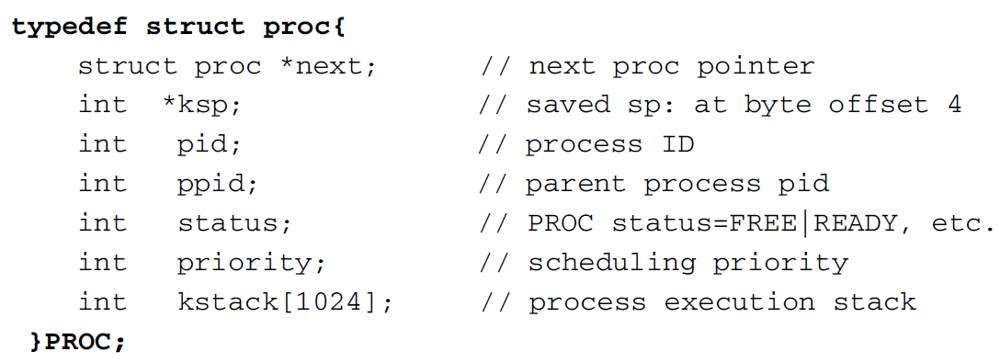 typedef struct proc{
struct proc *next; // next proc pointer
int *ksp; // saved sp: at byte offset 4
int pid; // process ID
int ppid; // parent process pid
int status; // PROC status=FREE|READY, etc.
int priority; // scheduling priority
int kstack[1024]; // process execution stack
}PROC;